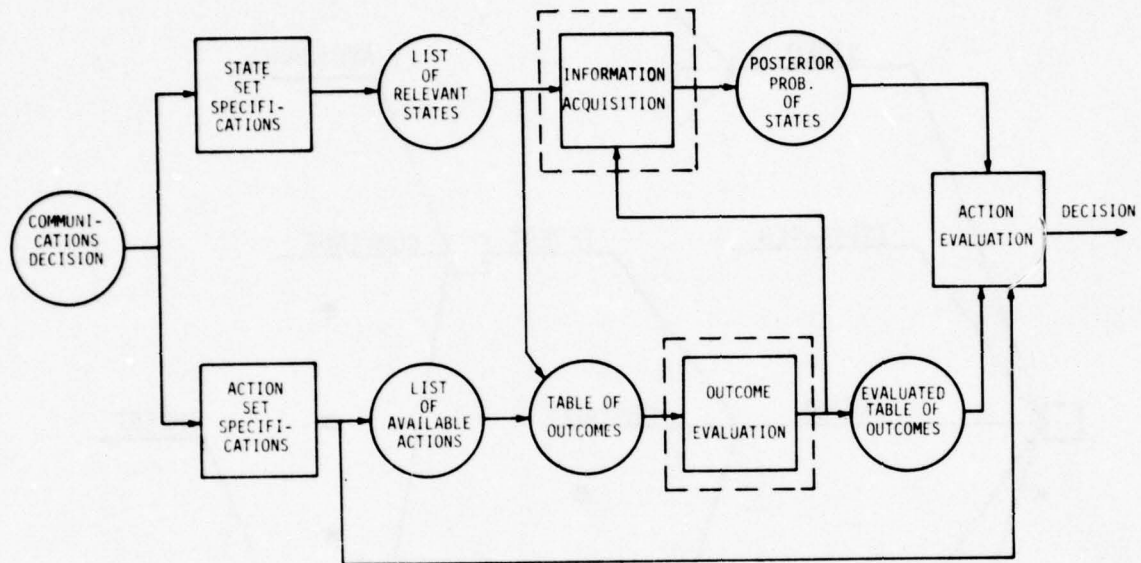 STATE
SET
SPECIFI-
CATIONS
LIST
OF
RELEVANT
STATES
INFORMATION
ACQUISITION
POSTERIOR
PROB.
OF
STATES
COMMUNI-
CATIONS
DECISION
ACTION
EVALUATION
DECISION
ACTION
SET
SPECIFI-
CATIONS
LIST
OF
AVAILABLE
ACTIONS
TABLE OF
OUTCOMES
OUTCOME
EVALUATION
EVALUATED
TABLE OF
OUTCOMES